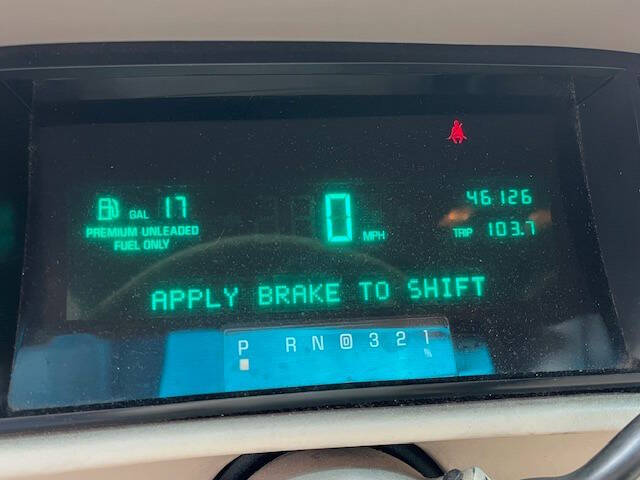 GAL 17
PREMIUM UNLEADED
FUEL ONLY
0 MPH
46126
TRIP 103.7
APPLY BRAKE TO SHIFT
P R N D 3 2 1